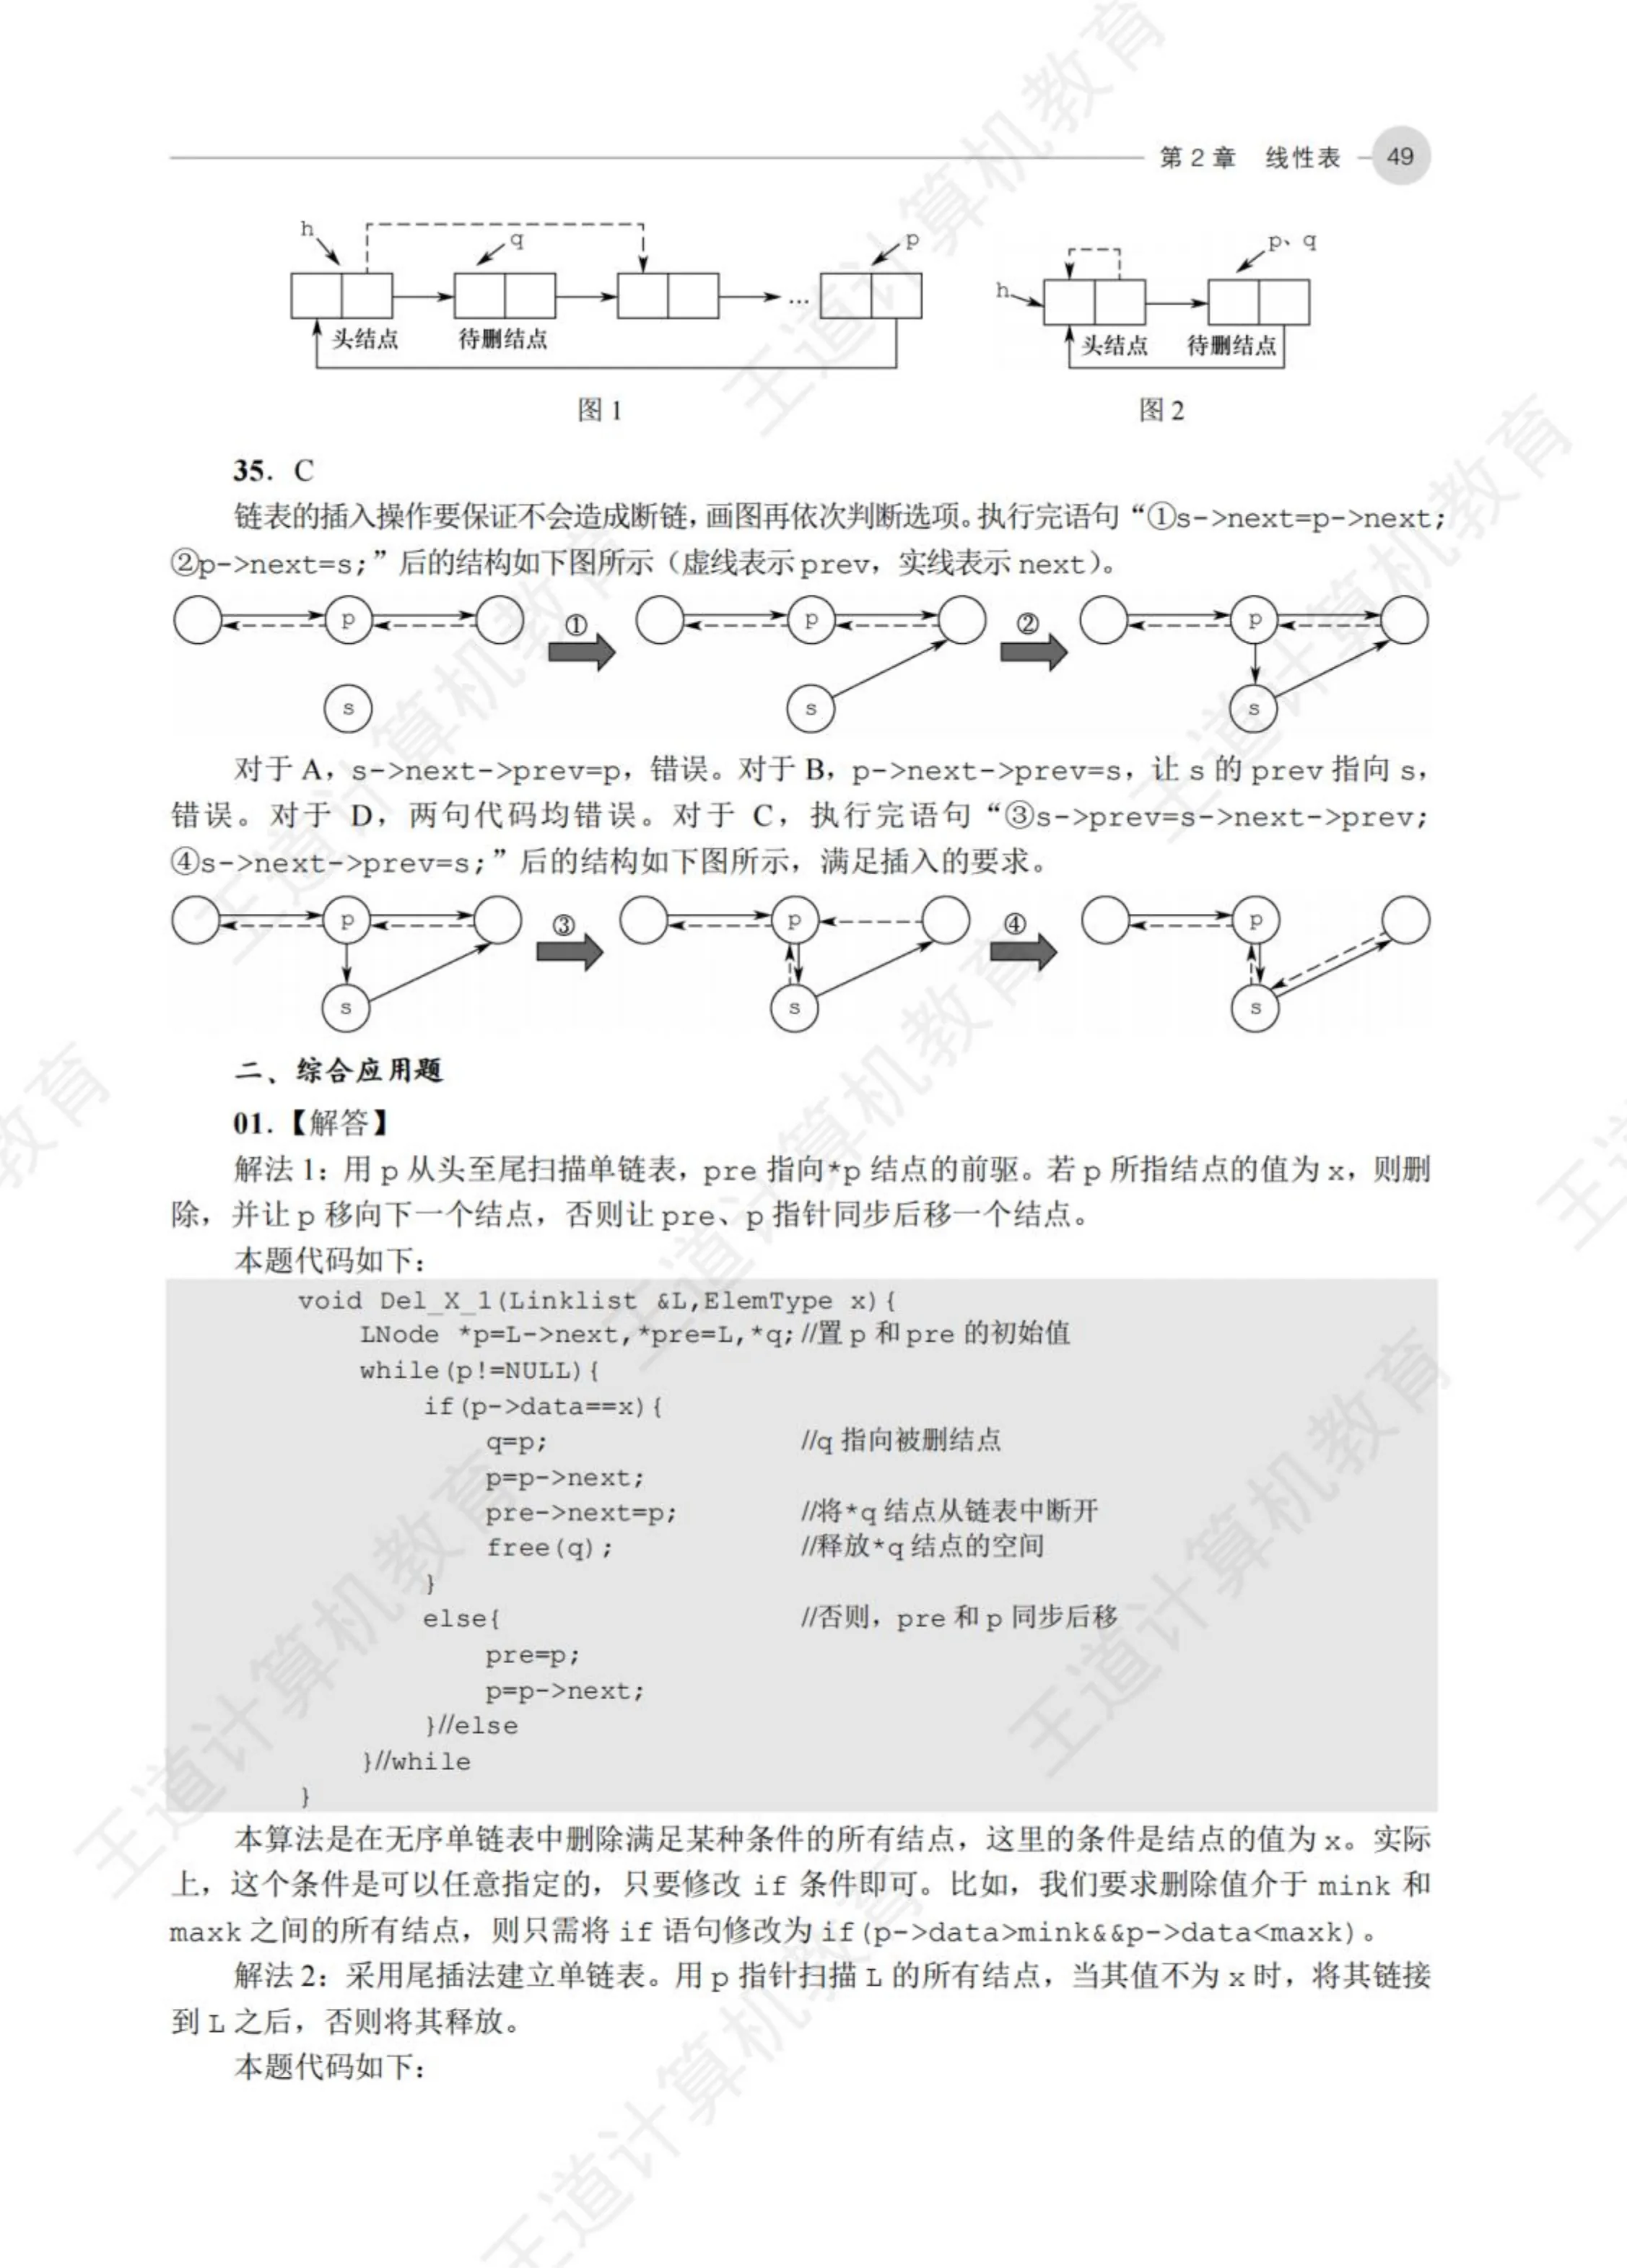 第 2 章 线性表 49
h q p
头结点 待删结点
图 1
h p、q
头结点 待删结点
图 2
35. C
链表的插入操作要保证不会造成断链，画图再依次判断选项。执行完语句“①s->next=p->next;
②p->next=s;”后的结构如下图所示（虚线表示 prev，实线表示 next）。
p ① p ② p
s s s
对于 A，s->next->prev=p，错误。对于 B，p->next->prev=s，让 s 的 prev 指向 s，
错误。对于 D，两句代码均错误。对于 C，执行完语句“③s->prev=s->next->prev;
④s->next->prev=s;”后的结构如下图所示，满足插入的要求。
p ③ p ④ p
s s s
二、综合应用题
01.【解答】
解法 1：用 p 从头至尾扫描单链表，pre 指向*p 结点的前驱。若 p 所指结点的值为 x，则删
除，并让 p 移向下一个结点，否则让 pre、p 指针同步后移一个结点。
本题代码如下：
void Del_X_1(Linklist &L,ElemType x){
LNode *p=L->next,*pre=L,*q;//置 p 和 pre 的初始值
while(p!=NULL){
if(p->data==x){
q=p; //q 指向被删结点
p=p->next;
pre->next=p; //将*q 结点从链表中断开
free(q); //释放*q 结点的空间
}
else{ //否则，pre 和 p 同步后移
pre=p;
p=p->next;
}//else
}//while
}
本算法是在无序单链表中删除满足某种条件的所有结点，这里的条件是结点的值为 x。实际
上，这个条件是可以任意指定的，只要修改 if 条件即可。比如，我们要求删除值介于 mink 和
maxk 之间的所有结点，则只需将 if 语句修改为 if(p->data>mink&&p->data<maxk)。
解法 2：采用尾插法建立单链表。用 p 指针扫描 L 的所有结点，当其值不为 x 时，将其链接
到 L 之后，否则将其释放。
本题代码如下：
王道计算机教育